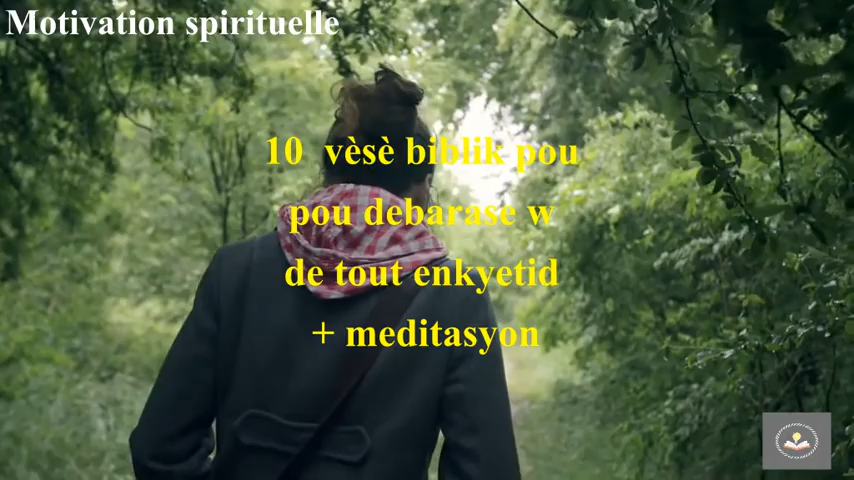 Motivation spirituelle
10 vèsè biblik pou
pou debarase w
de tout enkyetid
+ meditasyon